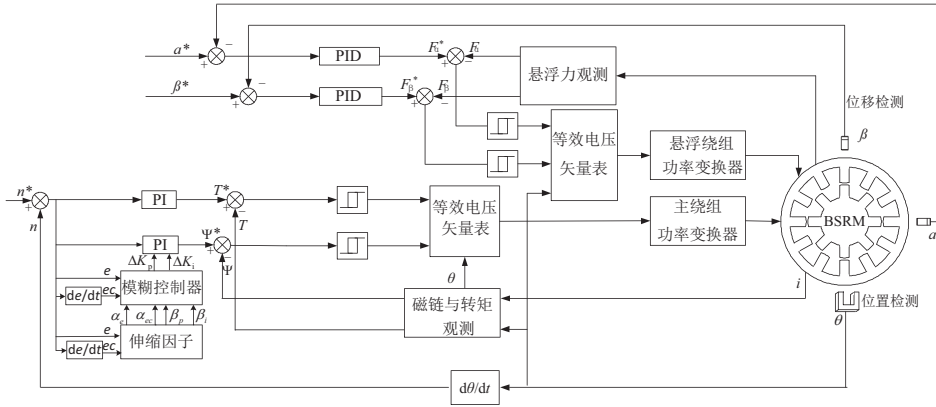 a*
−
+
PID
Fα*
+
−
Fα
悬浮力观测
β*
−
+
PID
Fβ*
+
−
Fβ
位移检测
β
等效电压
矢量表
悬浮绕组
功率变换器
n*
+
n
PI
T*
+
−
T
等效电压
矢量表
主绕组
功率变换器
BSRM
a
PI
Ψ*
+
−
Ψ
ΔKp
ΔKi
θ
i
e
de/dt
ec
模糊控制器
磁链与转矩
观测
位置检测
θ
αe
αec
βp
βi
e
de/dt
ec
伸缩因子
dθ/dt